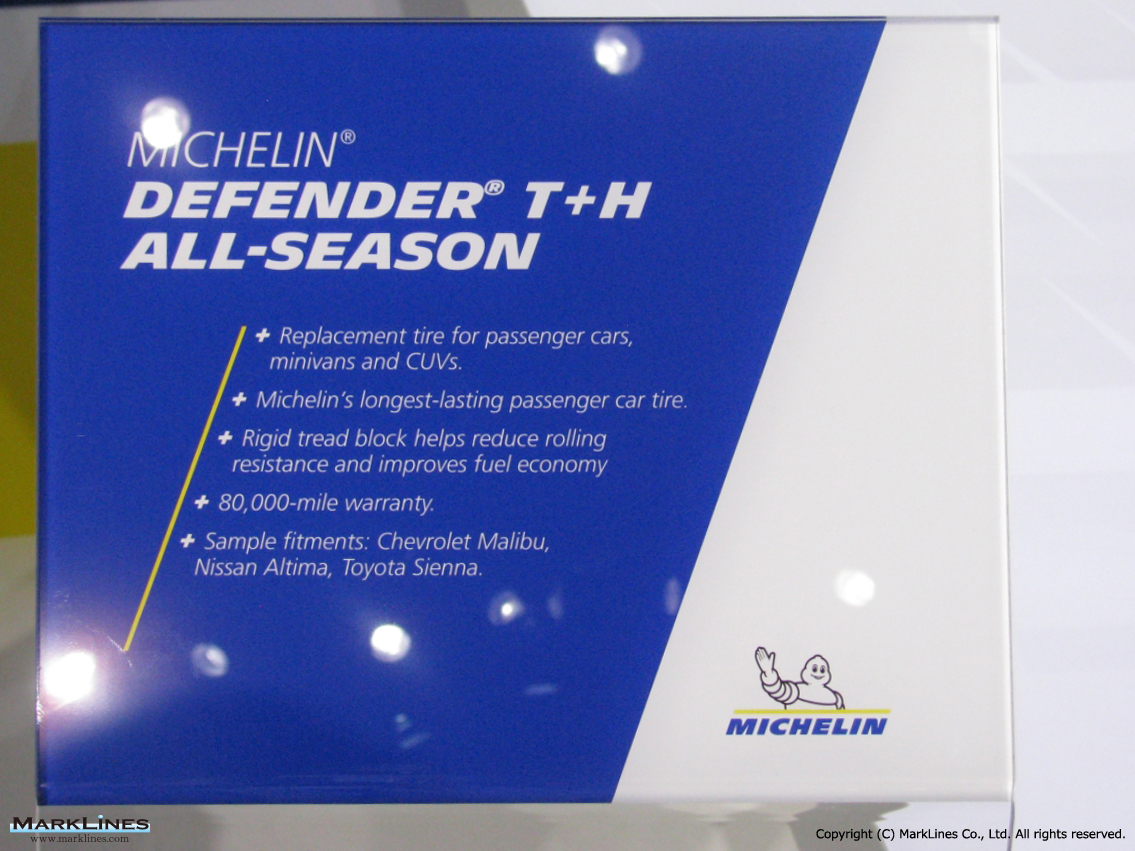 MICHELIN®
DEFENDER® T+H
ALL-SEASON
+ Replacement tire for passenger cars,
minivans and CUVs.
+ Michelin's longest-lasting passenger car tire.
+ Rigid tread block helps reduce rolling
resistance and improves fuel economy
+ 80,000-mile warranty.
+ Sample fitments: Chevrolet Malibu,
Nissan Altima, Toyota Sienna.
MICHELIN
MARKLINES
www.marklines.com
Copyright (C) MarkLines Co., Ltd. All rights reserved.